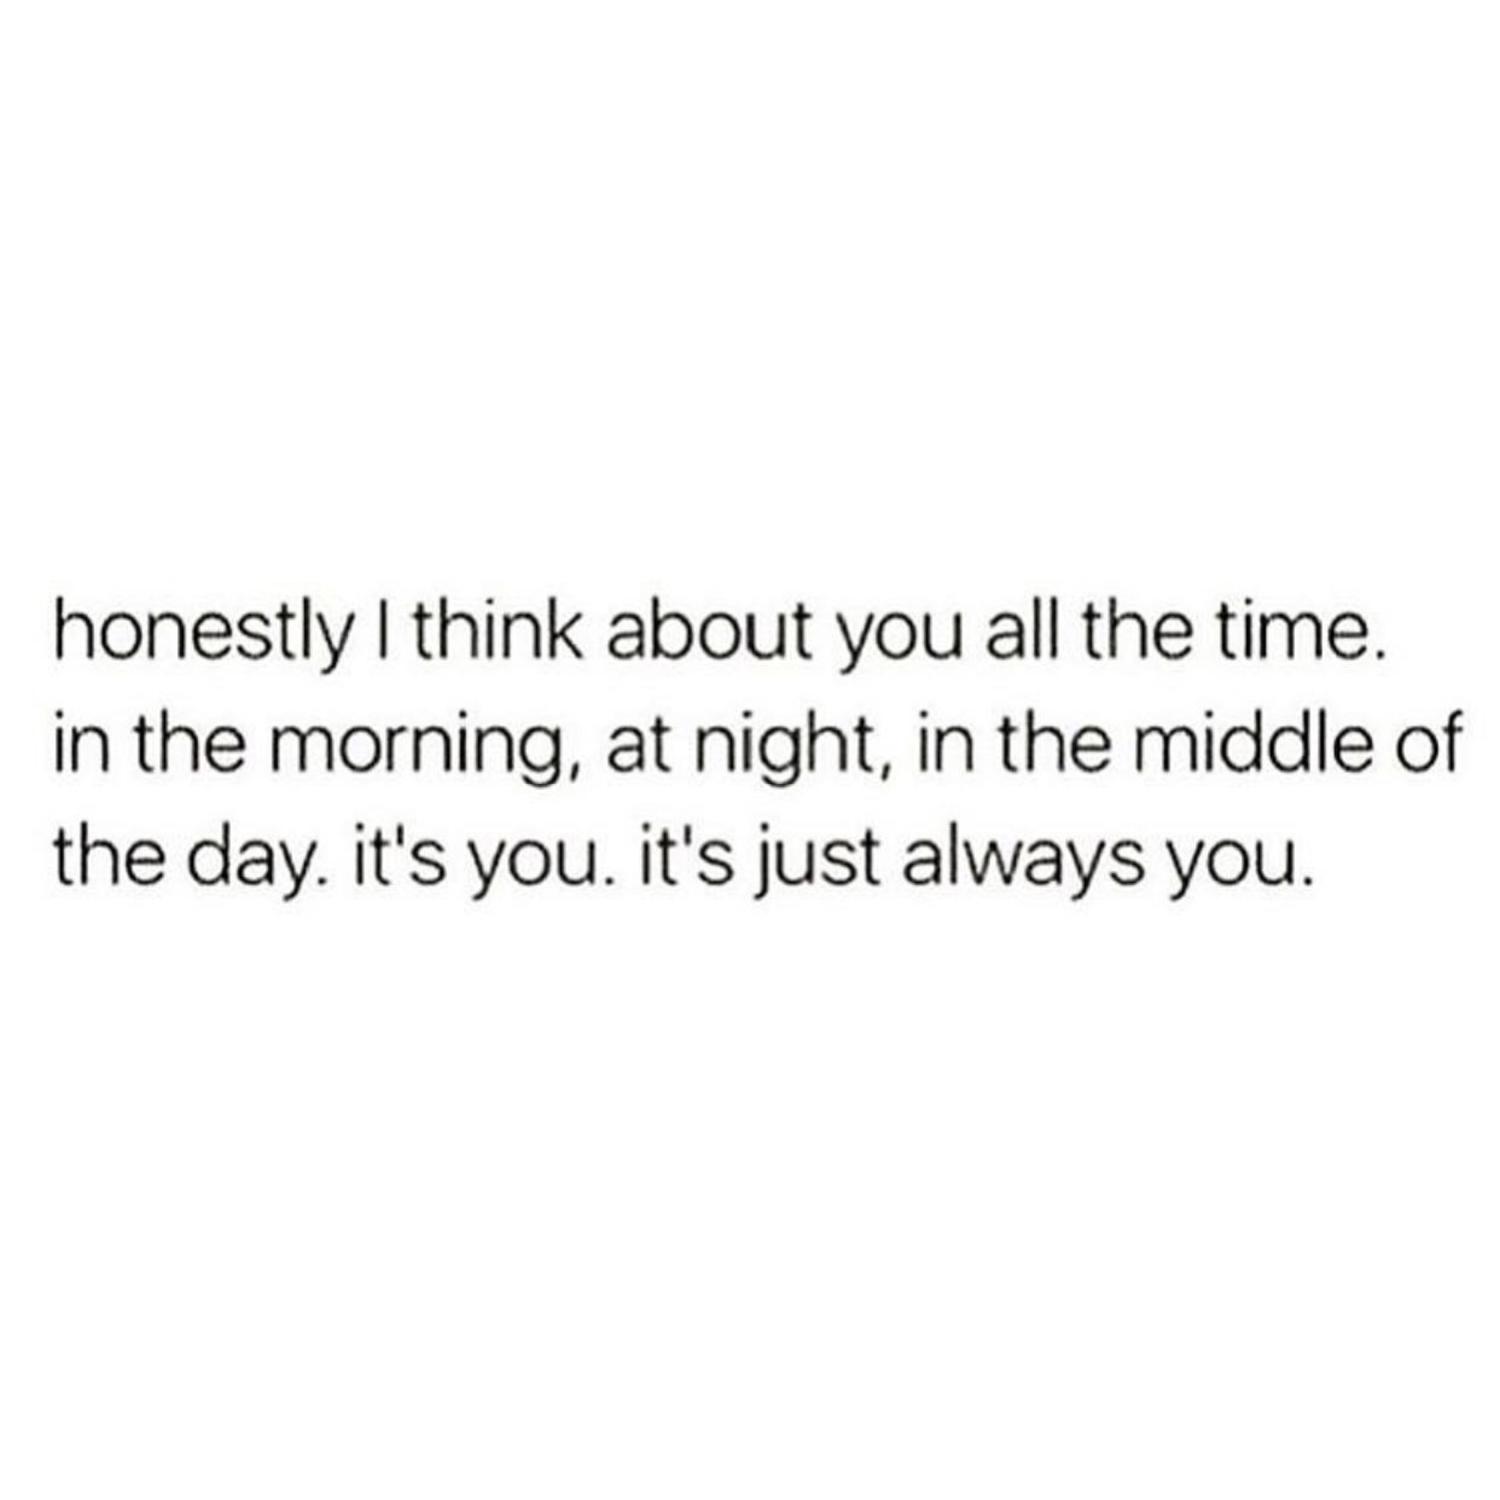 honestly I think about you all the time.
in the morning, at night, in the middle of
the day. it's you. it's just always you.